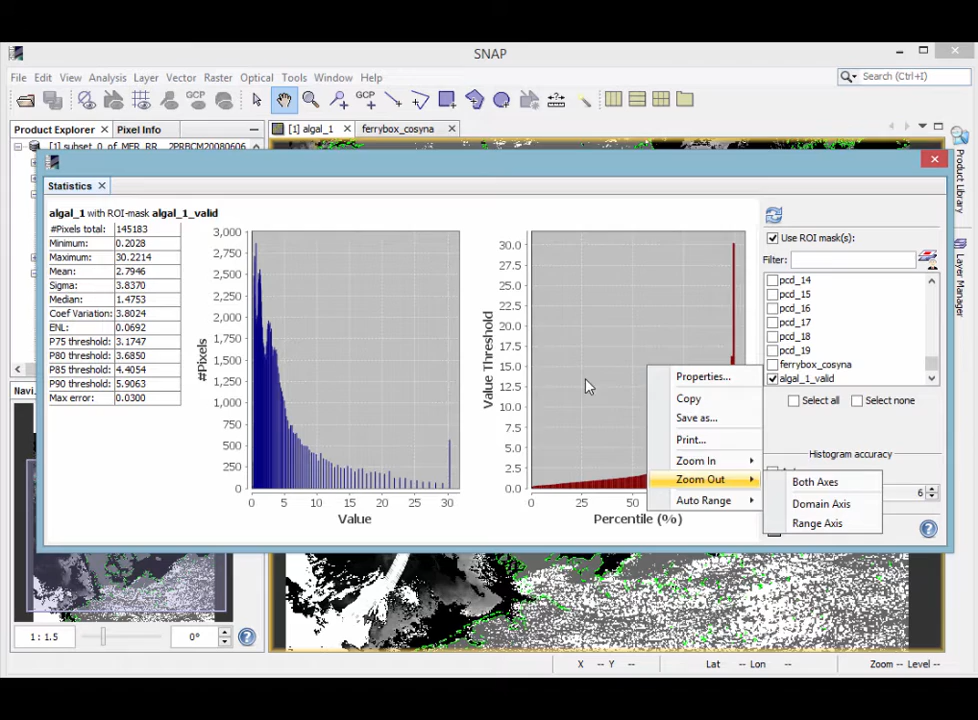 SNAP
File Edit View Analysis Layer Vector Raster Optical Tools Window Help
Search (Ctrl+I)
GCP GCP
Product Explorer Pixel Info
[1] algal_1 ferrybox_cosyna
[1] subset_0_of_MER_RR__2PRBCM20080606
Product Library
Layer Manager
Statistics
algal_1 with ROI-mask algal_1_valid
#Pixels total: 145183
Minimum: 0.2028
Maximum: 30.2214
Mean: 2.7946
Sigma: 3.8370
Median: 1.4753
Coef Variation: 3.8024
ENL: 0.0692
P75 threshold: 3.1747
P80 threshold: 3.6850
P85 threshold: 4.4054
P90 threshold: 5.9063
Max error: 0.0300
#Pixels
3,000
2,750
2,500
2,250
2,000
1,750
1,500
1,250
1,000
750
500
250
0
0 5 10 15 20 25 30
Value
Value Threshold
30.0
27.5
25.0
22.5
20.0
17.5
15.0
12.5
10.0
7.5
5.0
2.5
0.0
0 25 50
Percentile (%)
Properties...
Copy
Save as...
Print...
Zoom In
Zoom Out
Auto Range
Both Axes
Domain Axis
Range Axis
Use ROI mask(s):
Filter:
pcd_14
pcd_15
pcd_16
pcd_17
pcd_18
pcd_19
ferrybox_cosyna
algal_1_valid
Select all Select none
Histogram accuracy
6
Navi
1: 1.5
0°
X -- Y -- Lat -- Lon -- Zoom -- Level --